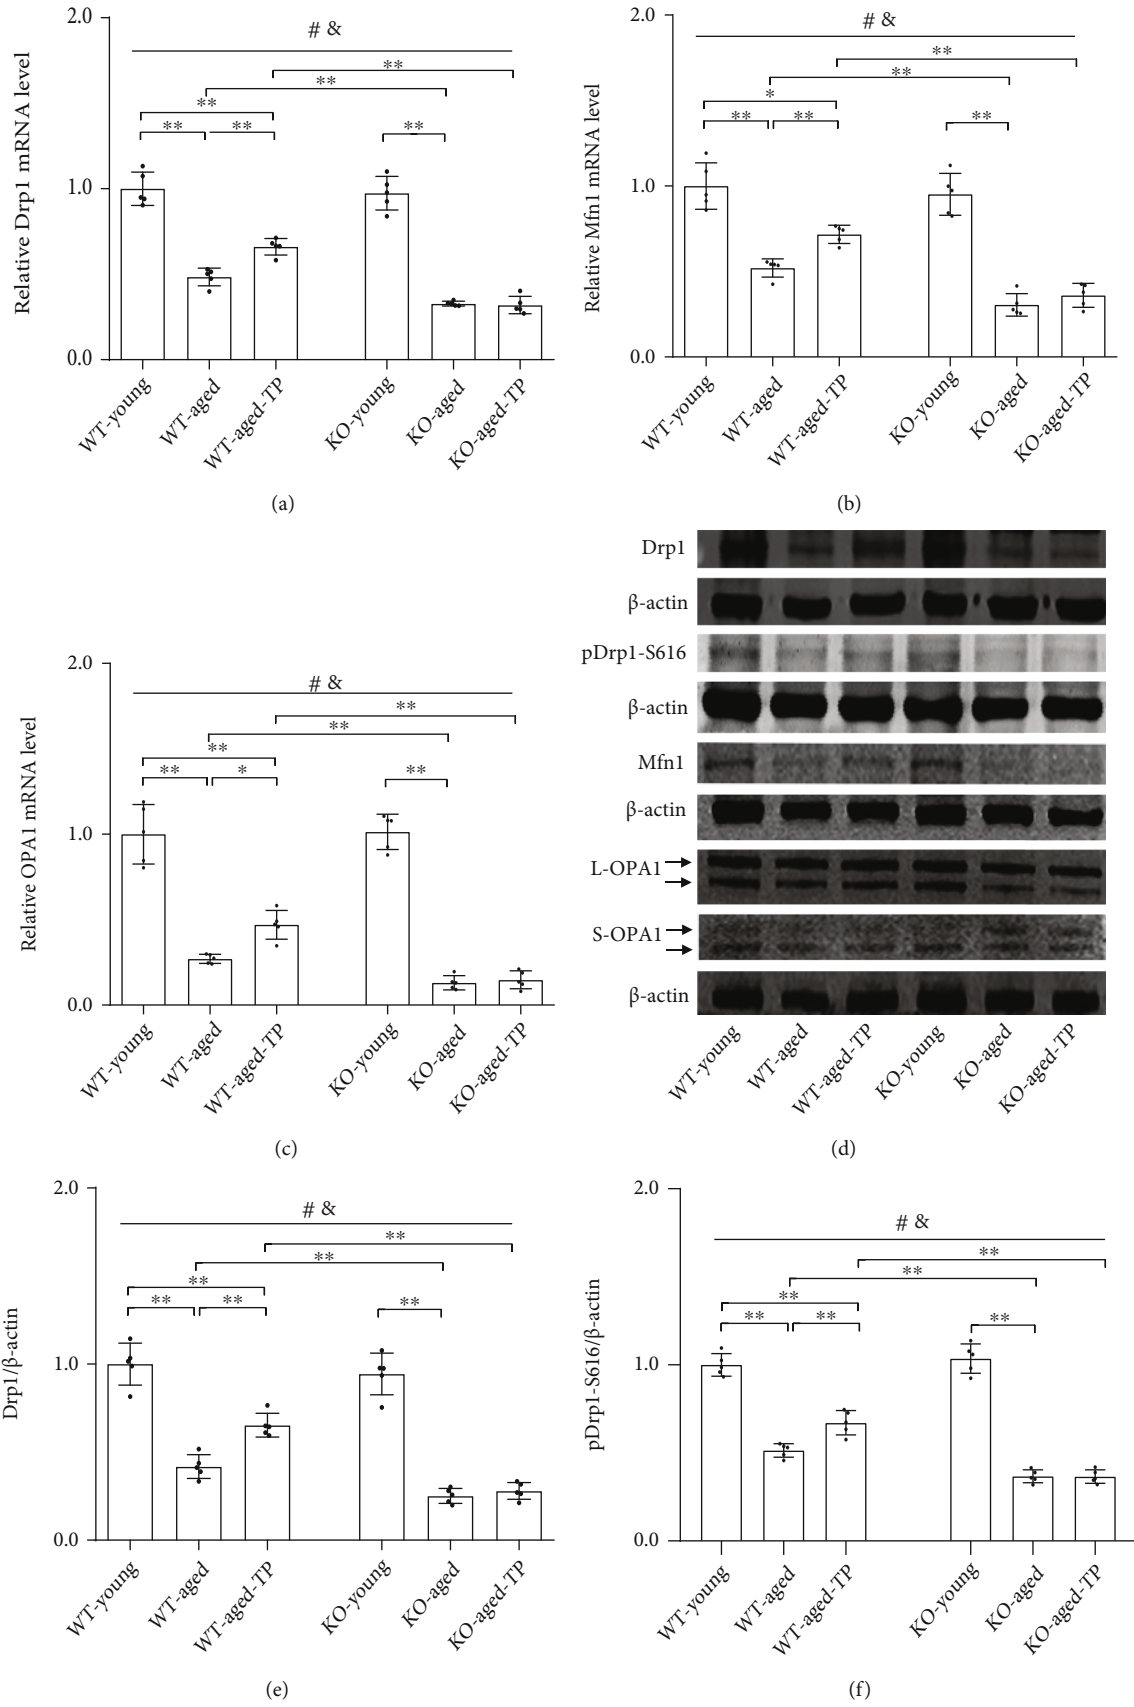 Relative Drp1 mRNA level
2.0
1.0
0.0
# &
**
**
**
**
**
**
WT-young
WT-aged
WT-aged-TP
KO-young
KO-aged
KO-aged-TP
(a)
Relative Mfn1 mRNA level
2.0
1.0
0.0
# &
**
**
*
**
**
**
WT-young
WT-aged
WT-aged-TP
KO-young
KO-aged
KO-aged-TP
(b)
Relative OPA1 mRNA level
2.0
1.0
0.0
# &
**
**
**
**
*
**
WT-young
WT-aged
WT-aged-TP
KO-young
KO-aged
KO-aged-TP
(c)
Drp1
β-actin
pDrp1-S616
β-actin
Mfn1
β-actin
L-OPA1
S-OPA1
β-actin
WT-young
WT-aged
WT-aged-TP
KO-young
KO-aged
KO-aged-TP
(d)
Drp1/β-actin
2.0
1.0
0.0
# &
**
**
**
**
**
**
WT-young
WT-aged
WT-aged-TP
KO-young
KO-aged
KO-aged-TP
(e)
pDrp1-S616/β-actin
2.0
1.0
0.0
# &
**
**
**
**
**
**
WT-young
WT-aged
WT-aged-TP
KO-young
KO-aged
KO-aged-TP
(f)